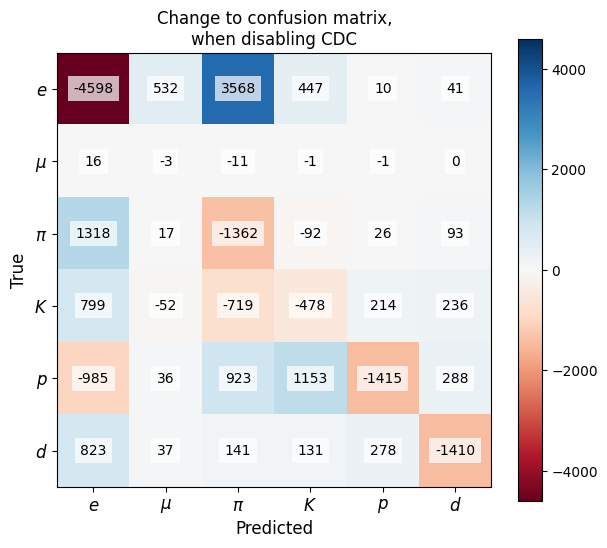 Change to confusion matrix,
when disabling CDC
e -4598 532 3568 447 10 41
μ 16 -3 -11 -1 -1 0
π 1318 17 -1362 -92 26 93
K 799 -52 -719 -478 214 236
p -985 36 923 1153 -1415 288
d 823 37 141 131 278 -1410
e μ π K p d
Predicted
True
4000
2000
0
−2000
−4000